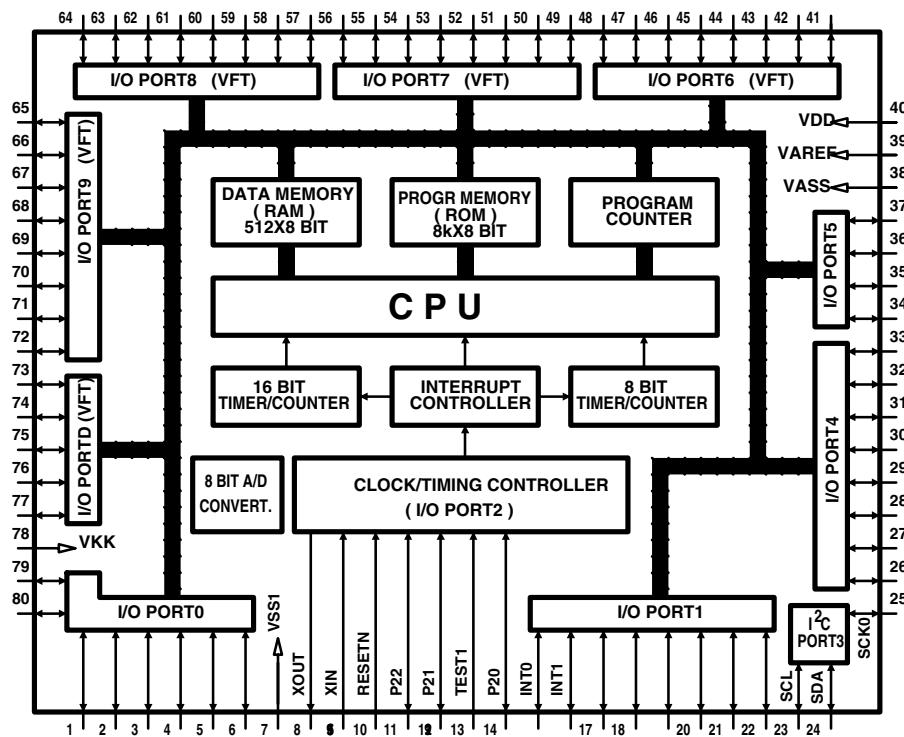 64 63 62 61 60 59 58 57 56 55 54 53 52 51 50 49 48 47 46 45 44 43 42 41
I/O PORT8 (VFT)
I/O PORT7 (VFT)
I/O PORT6 (VFT)
65
66
67
68
69
70
71
72
73
74
75
76
77
78
79
80
I/O PORT9 (VFT)
I/O PORTD (VFT)
VKK
DATA MEMORY
( RAM )
512X8 BIT
PROGR MEMORY
( ROM )
8kX8 BIT
PROGRAM
COUNTER
CPU
16 BIT
TIMER/COUNTER
INTERRUPT
CONTROLLER
8 BIT
TIMER/COUNTER
8 BIT A/D
CONVERT.
CLOCK/TIMING CONTROLLER
( I/O PORT2 )
VDD
VAREF
VASS
40
39
38
37
36
35
34
33
32
31
30
29
28
27
26
25
I/O PORT5
I/O PORT4
I/O PORT0
I/O PORT1
I2C
PORT3
SCK0
VSS1
XOUT
XIN
RESETN
P22
P21
TEST1
P20
INT0
INT1
SCL
SDA
1 2 3 4 5 6 7 8 10 11 13 14 17 18 20 21 22 23 24